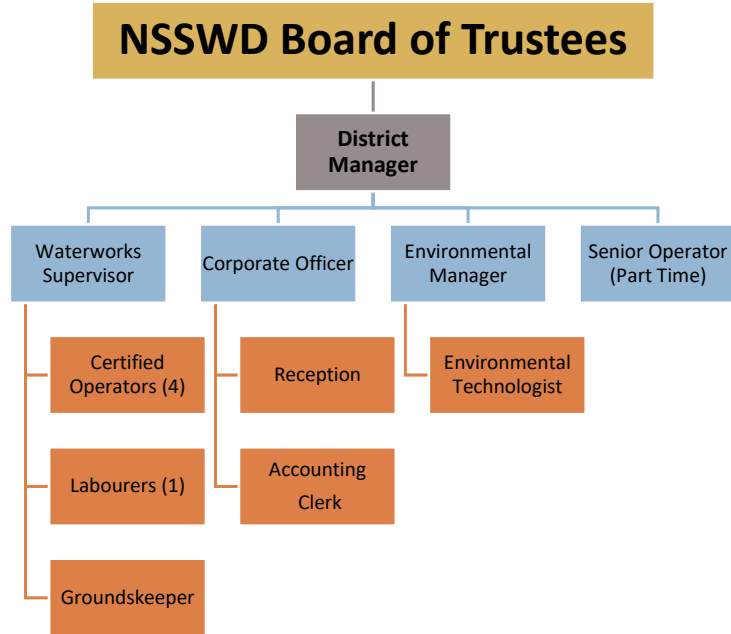 NSSWD Board of Trustees
District
Manager
Waterworks
Supervisor
Corporate Officer
Environmental
Manager
Senior Operator
(Part Time)
Certified
Operators (4)
Reception
Environmental
Technologist
Labourers (1)
Accounting
Clerk
Groundskeeper